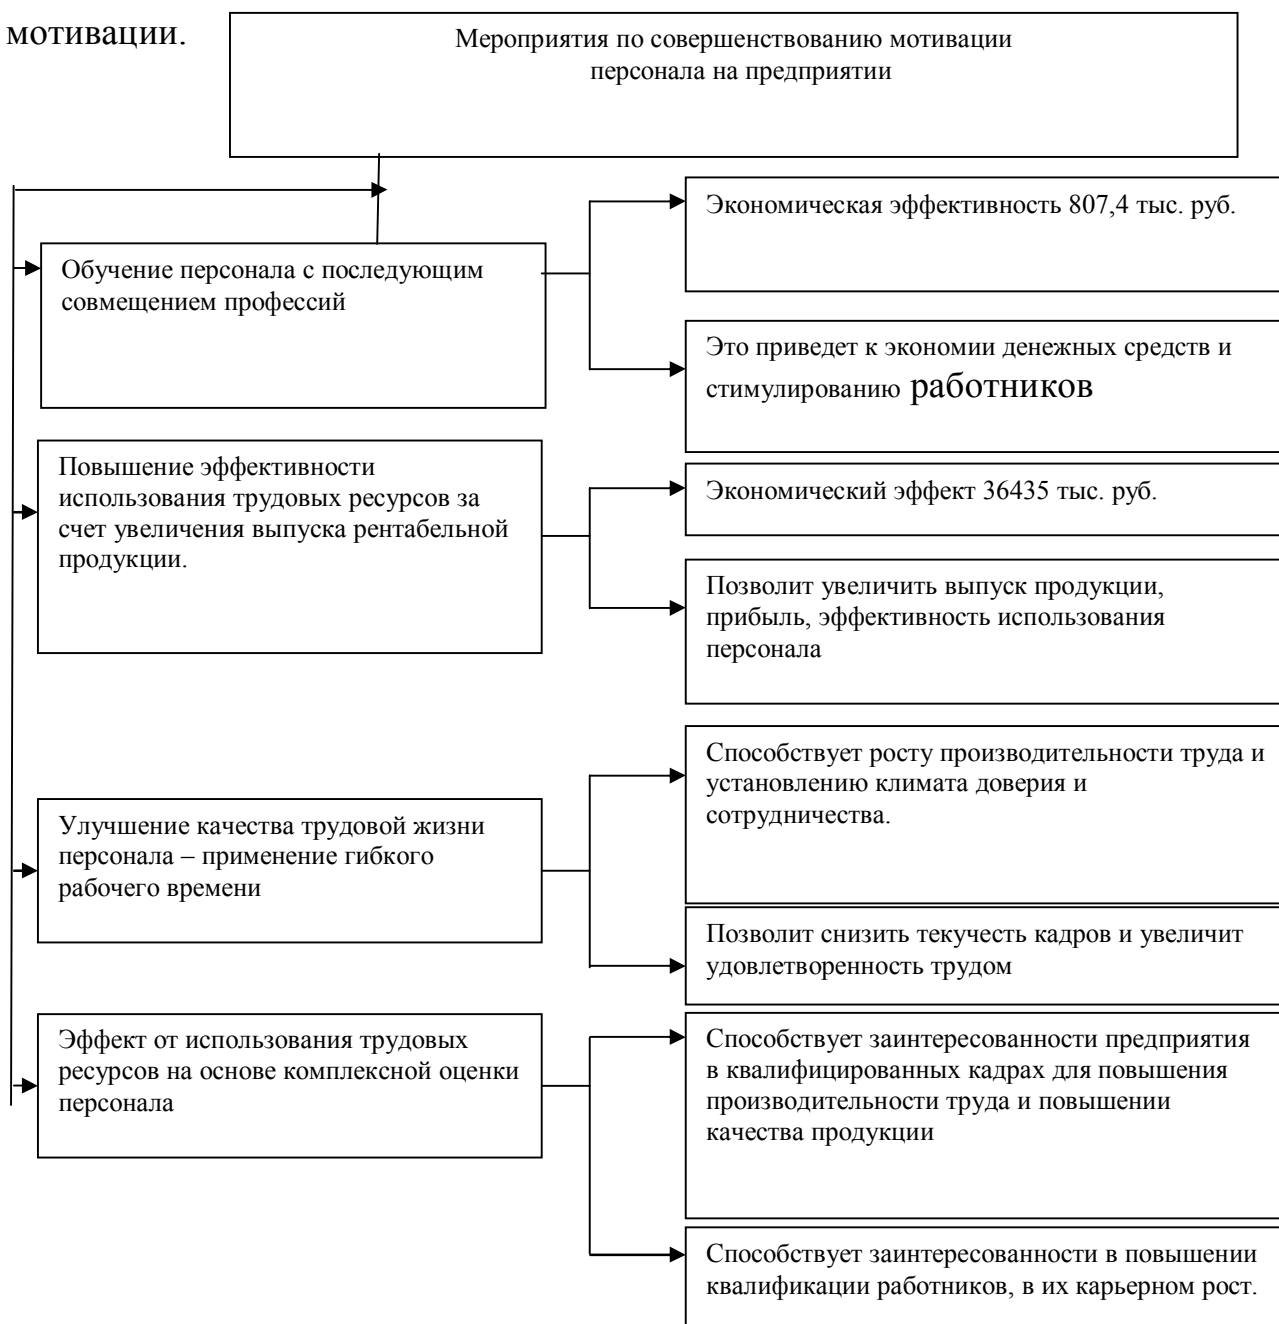 мотивации.
Мероприятия по совершенствованию мотивации
персонала на предприятии
Экономическая эффективность 807,4 тыс. руб.
Обучение персонала с последующим
совмещением профессий
Это приведет к экономии денежных средств и
стимулированию работников
Повышение эффективности
использования трудовых ресурсов за
счет увеличения выпуска рентабельной
продукции.
Экономический эффект 36435 тыс. руб.
Позволит увеличить выпуск продукции,
прибыль, эффективность использования
персонала
Способствует росту производительности труда и
установлению климата доверия и
сотрудничества.
Улучшение качества трудовой жизни
персонала – применение гибкого
рабочего времени
Позволит снизить текучесть кадров и увеличит
удовлетворенность трудом
Эффект от использования трудовых
ресурсов на основе комплексной оценки
персонала
Способствует заинтересованности предприятия
в квалифицированных кадрах для повышения
производительности труда и повышении
качества продукции
Способствует заинтересованности в повышении
квалификации работников, в их карьерном рост.